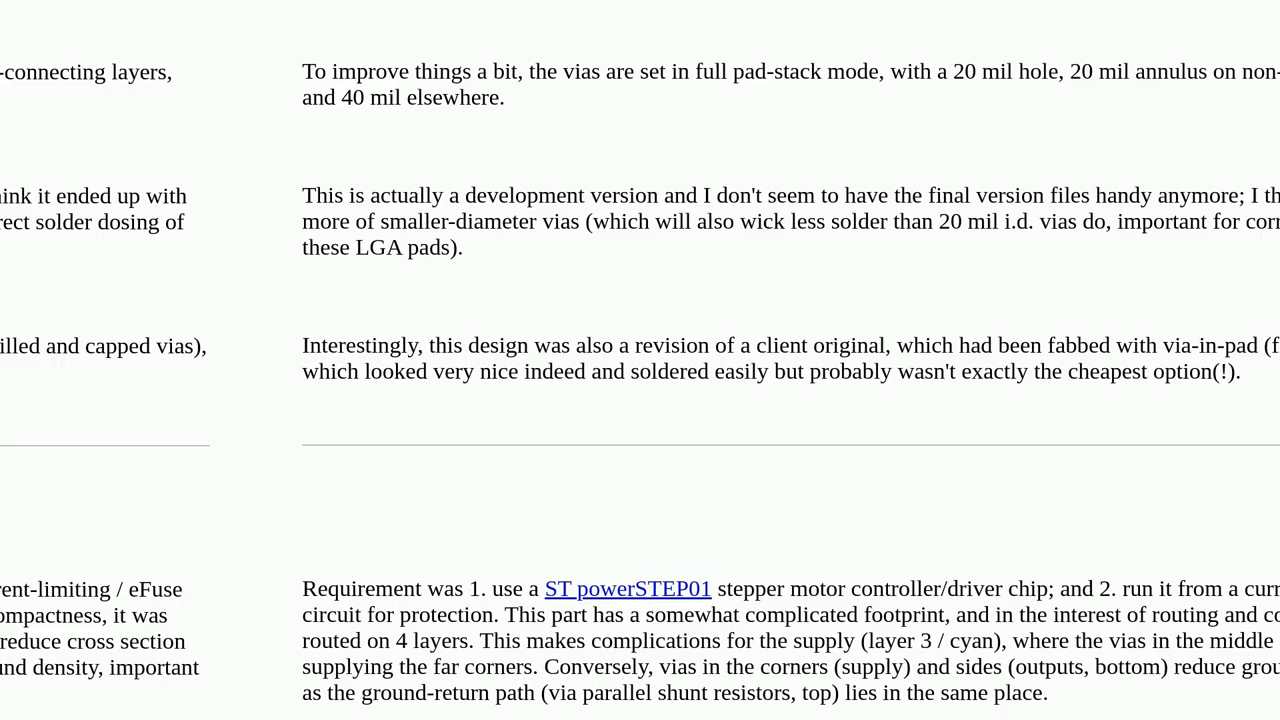 -connecting layers,
ink it ended up with
rect solder dosing of
illed and capped vias),
rent-limiting / eFuse
ompactness, it was
reduce cross section
und density, important
To improve things a bit, the vias are set in full pad-stack mode, with a 20 mil hole, 20 mil annulus on non-
and 40 mil elsewhere.
This is actually a development version and I don't seem to have the final version files handy anymore; I th
more of smaller-diameter vias (which will also wick less solder than 20 mil i.d. vias do, important for corr
these LGA pads).
Interestingly, this design was also a revision of a client original, which had been fabbed with via-in-pad (f
which looked very nice indeed and soldered easily but probably wasn't exactly the cheapest option(!).
Requirement was 1. use a ST powerSTEP01 stepper motor controller/driver chip; and 2. run it from a curr
circuit for protection. This part has a somewhat complicated footprint, and in the interest of routing and co
routed on 4 layers. This makes complications for the supply (layer 3 / cyan), where the vias in the middle
supplying the far corners. Conversely, vias in the corners (supply) and sides (outputs, bottom) reduce grou
as the ground-return path (via parallel shunt resistors, top) lies in the same place.